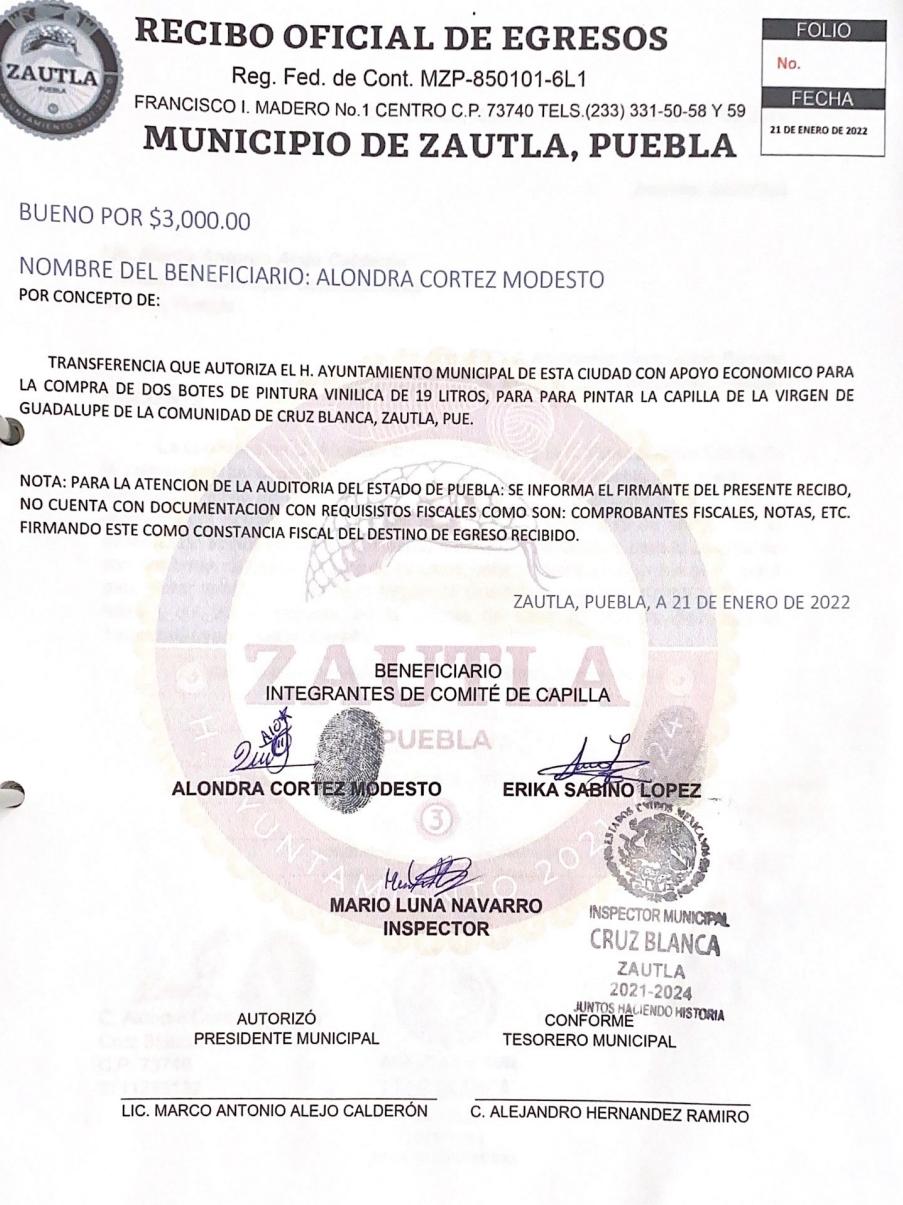 ZAUTLA
PUEBLA
RECIBO OFICIAL DE EGRESOS
Reg. Fed. de Cont. MZP-850101-6L1
FRANCISCO I. MADERO No.1 CENTRO C.P. 73740 TELS.(233) 331-50-58 Y 59
MUNICIPIO DE ZAUTLA, PUEBLA
FOLIO
No.
FECHA
21 DE ENERO DE 2022
BUENO POR $3,000.00
NOMBRE DEL BENEFICIARIO: ALONDRA CORTEZ MODESTO
POR CONCEPTO DE:
TRANSFERENCIA QUE AUTORIZA EL H. AYUNTAMIENTO MUNICIPAL DE ESTA CIUDAD CON APOYO ECONOMICO PARA
LA COMPRA DE DOS BOTES DE PINTURA VINILICA DE 19 LITROS, PARA PARA PINTAR LA CAPILLA DE LA VIRGEN DE
GUADALUPE DE LA COMUNIDAD DE CRUZ BLANCA, ZAUTLA, PUE.
NOTA: PARA LA ATENCION DE LA AUDITORIA DEL ESTADO DE PUEBLA: SE INFORMA EL FIRMANTE DEL PRESENTE RECIBO,
NO CUENTA CON DOCUMENTACION CON REQUISISTOS FISCALES COMO SON: COMPROBANTES FISCALES, NOTAS, ETC.
FIRMANDO ESTE COMO CONSTANCIA FISCAL DEL DESTINO DE EGRESO RECIBIDO.
ZAUTLA, PUEBLA, A 21 DE ENERO DE 2022
ZAUTLA
PUEBLA
3
BENEFICIARIO
INTEGRANTES DE COMITÉ DE CAPILLA
ALONDRA CORTEZ MODESTO
ERIKA SABINO LOPEZ
MARIO LUNA NAVARRO
INSPECTOR
ESTADOS UNIDOS MEXICANOS
INSPECTOR MUNICIPAL
CRUZ BLANCA
ZAUTLA
2021-2024
JUNTOS HACIENDO HISTORIA
AUTORIZÓ
PRESIDENTE MUNICIPAL
CONFORME
TESORERO MUNICIPAL
LIC. MARCO ANTONIO ALEJO CALDERÓN
C. ALEJANDRO HERNANDEZ RAMIRO